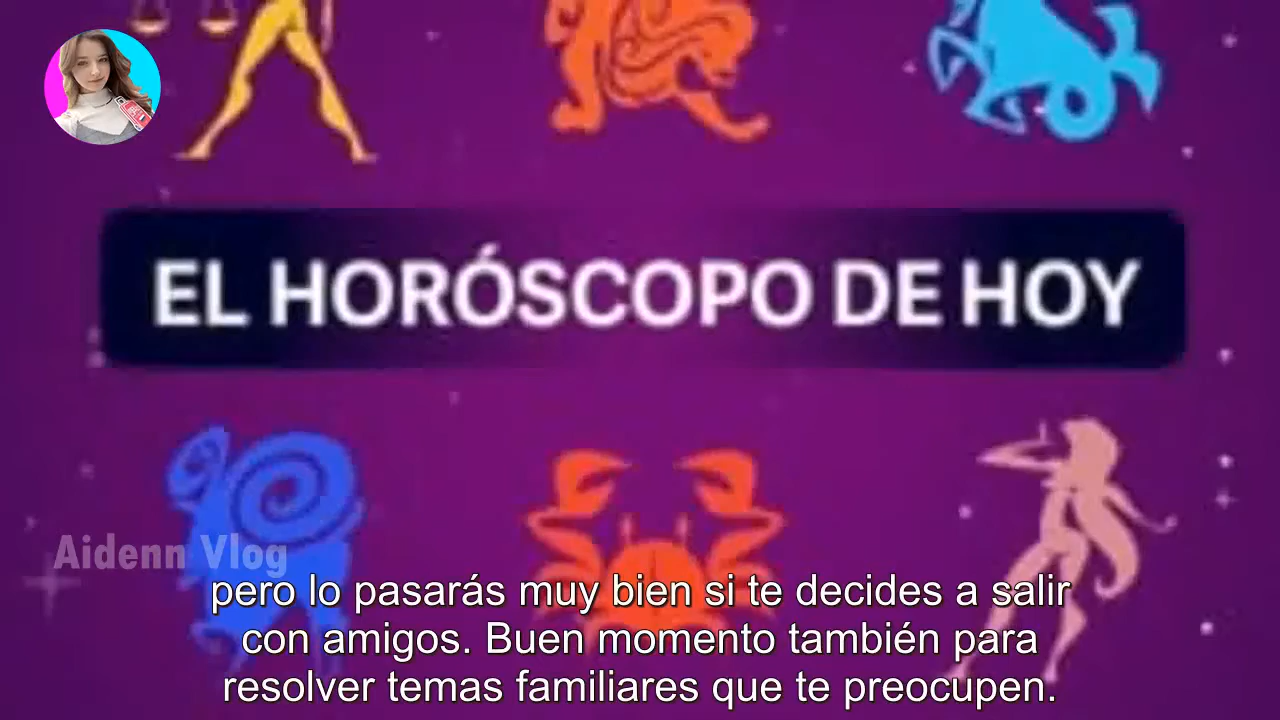 EL HORÓSCOPO DE HOY
Aidenn Vlog
pero lo pasarás muy bien si te decides a salir
con amigos. Buen momento también para
resolver temas familiares que te preocupen.